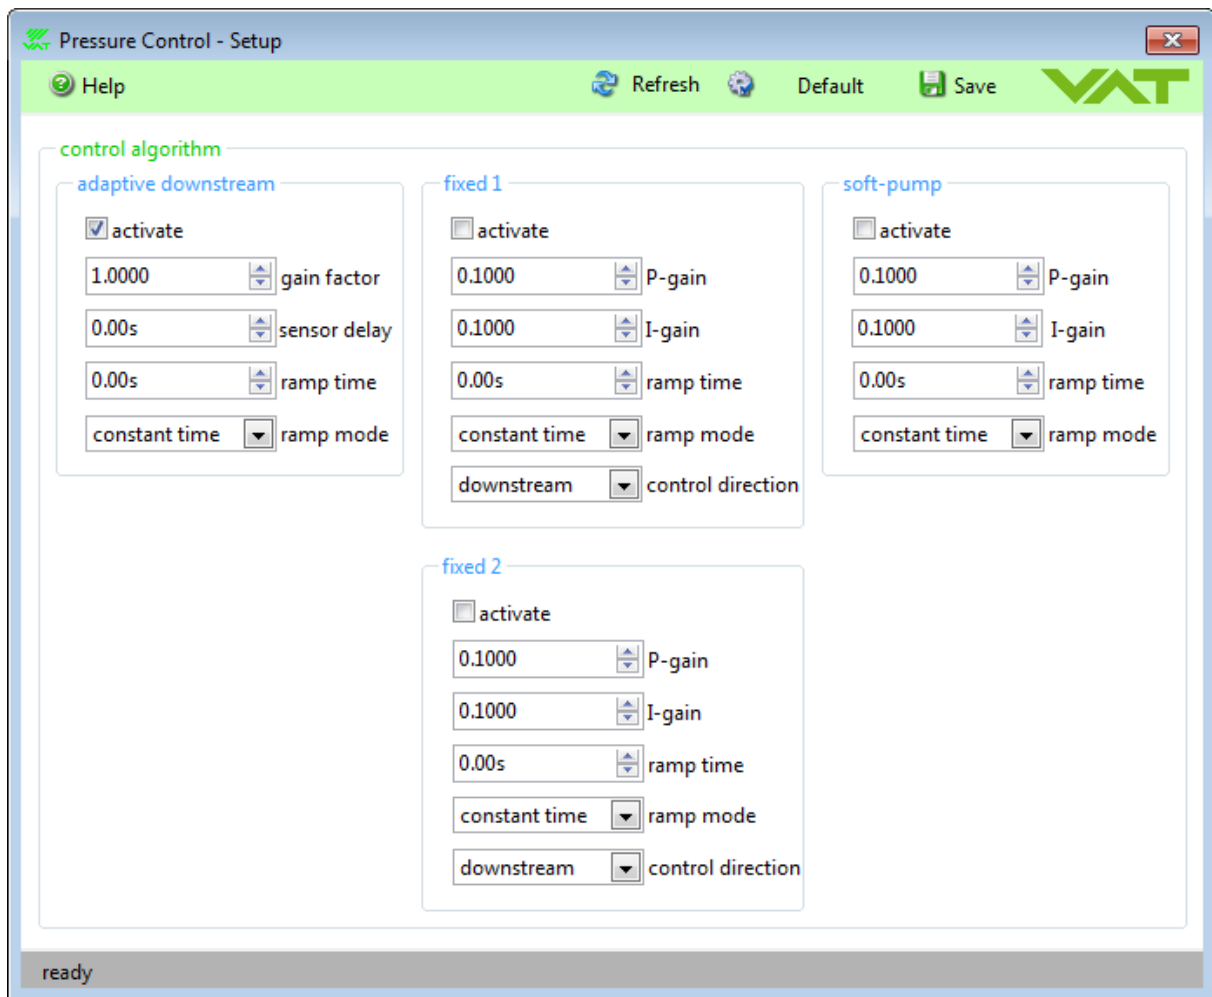 VAT Pressure Control - Setup
Help Refresh Default Save VAT
control algorithm
adaptive downstream
activate
1.0000 gain factor
0.00s sensor delay
0.00s ramp time
constant time ramp mode
fixed 1
activate
0.1000 P-gain
0.1000 I-gain
0.00s ramp time
constant time ramp mode
downstream control direction
soft-pump
activate
0.1000 P-gain
0.1000 I-gain
0.00s ramp time
constant time ramp mode
fixed 2
activate
0.1000 P-gain
0.1000 I-gain
0.00s ramp time
constant time ramp mode
downstream control direction
ready